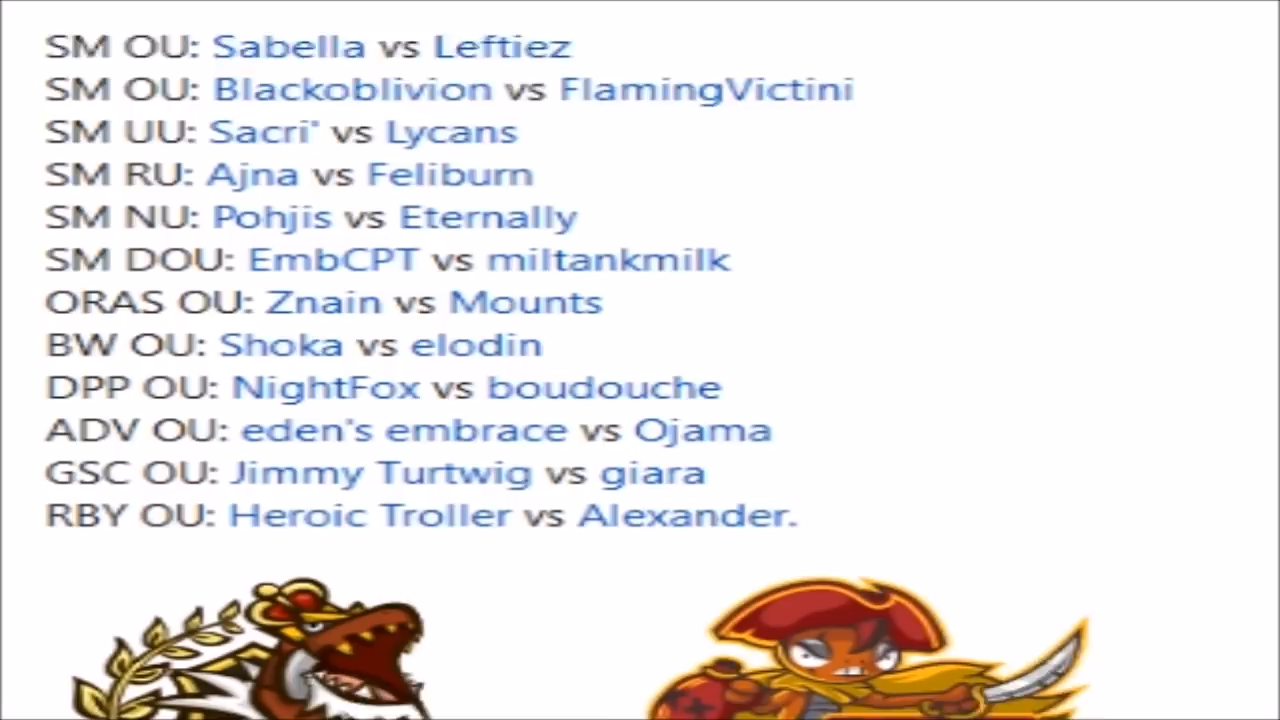 SM OU: Sabella vs Leftiez
SM OU: Blackoblivion vs FlamingVictini
SM UU: Sacri' vs Lycans
SM RU: Ajna vs Feliburn
SM NU: Pohjis vs Eternally
SM DOU: EmbCPT vs miltankmilk
ORAS OU: Znain vs Mounts
BW OU: Shoka vs elodin
DPP OU: NightFox vs boudouche
ADV OU: eden's embrace vs Ojama
GSC OU: Jimmy Turtwig vs giara
RBY OU: Heroic Troller vs Alexander.